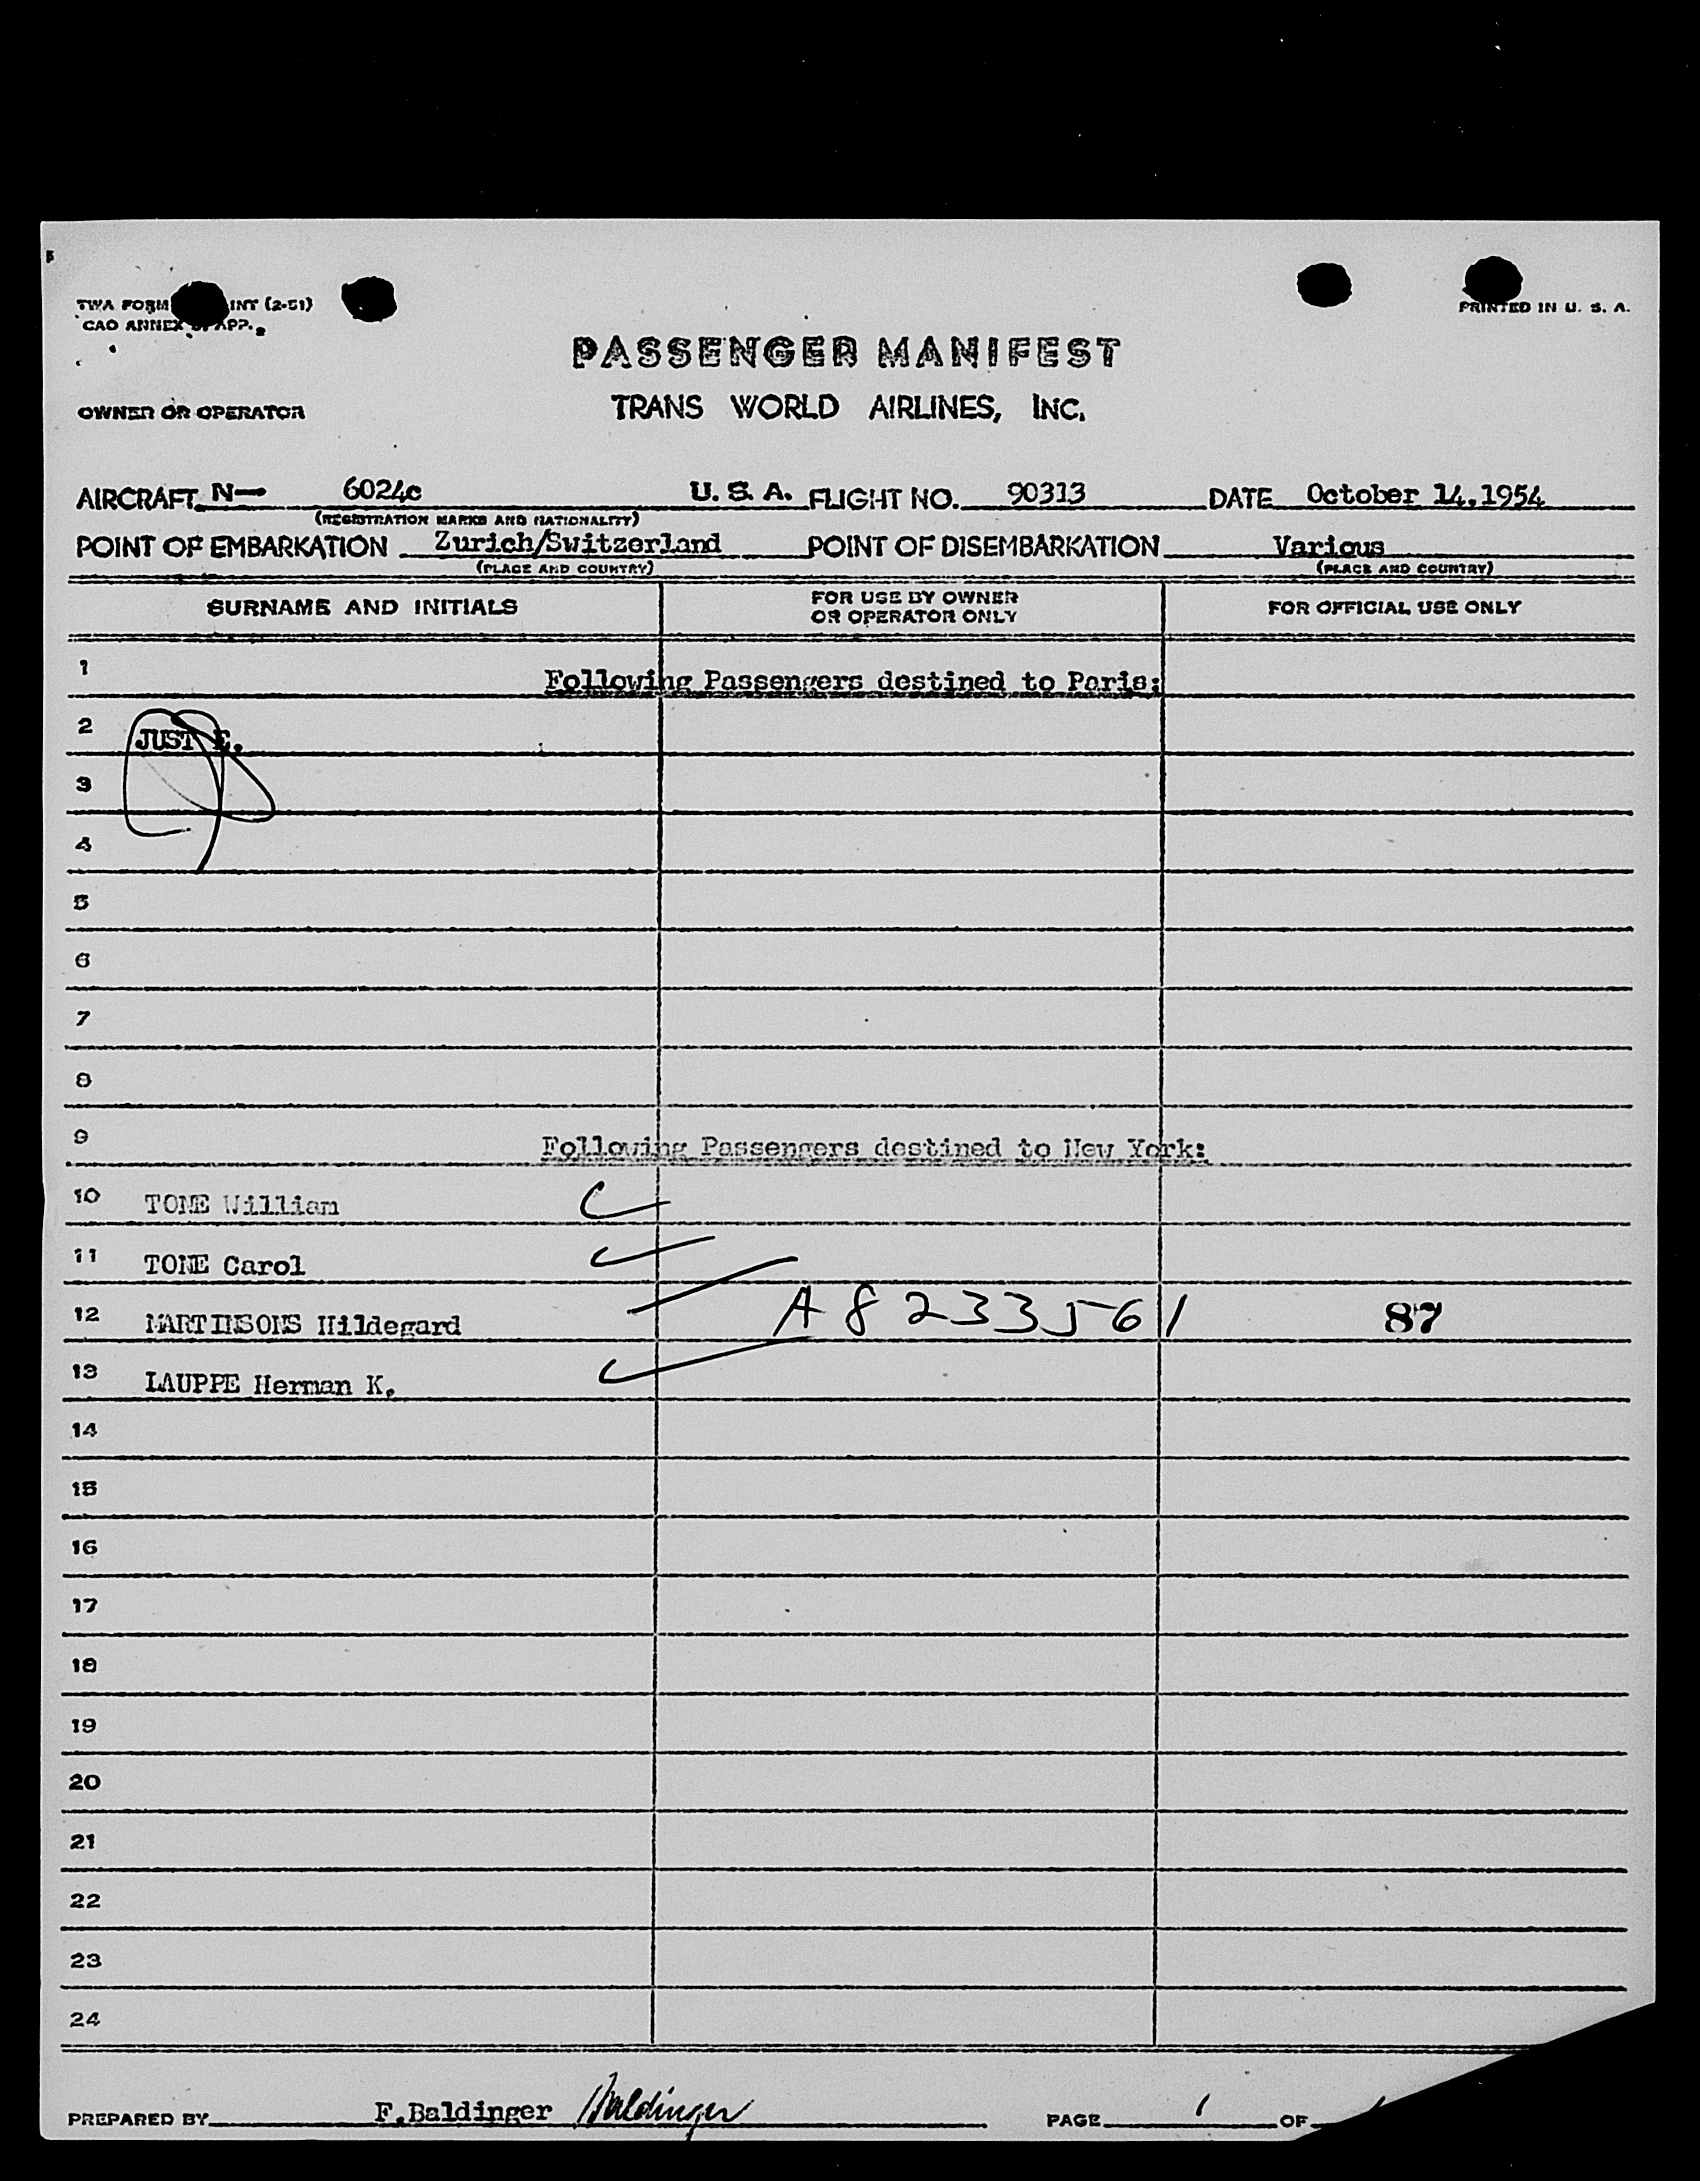 TWA FORM INT (2-51)
PRINTED IN U. S. A.
CAO ANNEX APP.
PASSENGER MANIFEST
OWNER OR OPERATOR
TRANS WORLD AIRLINES, INC.
AIRCRAFT N- 6024c U. S. A. FLIGHT NO. 90313 DATE October 14,1954
(REGISTRATION MARKS AND NATIONALITY)
POINT OF EMBARKATION Zurich/Switzerland POINT OF DISEMBARKATION Various
(PLACE AND COUNTRY) (PLACE AND COUNTRY)
SURNAME AND INITIALS FOR USE BY OWNER OR OPERATOR ONLY FOR OFFICIAL USE ONLY
1 Following Passengers destined to Paris:
2 JUST E.
3
4
5
6
7
8
9 Following Passengers destined to New York:
10 TONE William
11 TONE Carol
12 MARTINSONS Hildegard A8233561 87
13 LAUPPE Herman K.
14
15
16
17
18
19
20
21
22
23
24
PREPARED BY F.Baldinger Baldinger PAGE 1 OF